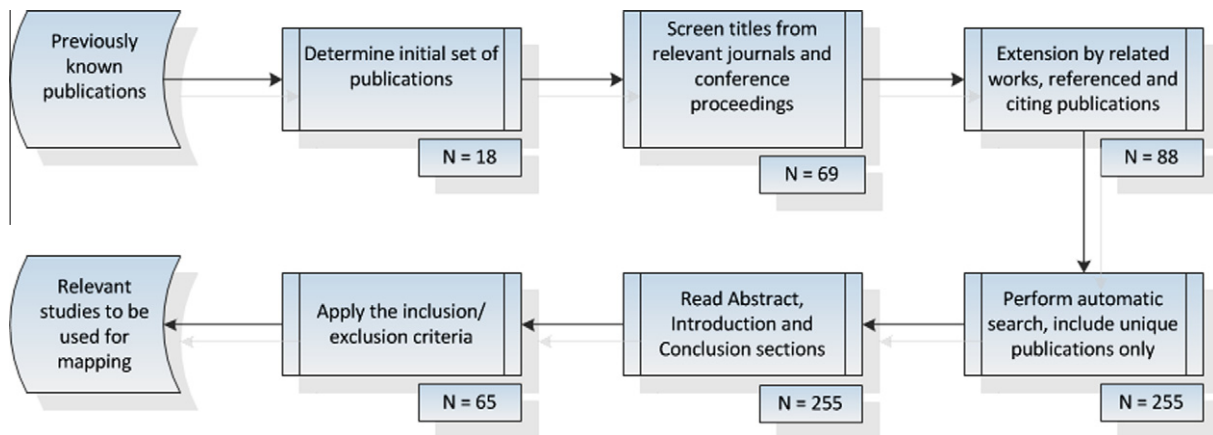 Previously
known
publications
Determine initial set of
publications
N = 18
Screen titles from
relevant journals and
conference
proceedings
N = 69
Extension by related
works, referenced and
citing publications
N = 88
Perform automatic
search, include unique
publications only
N = 255
Read Abstract,
Introduction and
Conclusion sections
N = 255
Apply the inclusion/
exclusion criteria
N = 65
Relevant
studies to be
used for
mapping